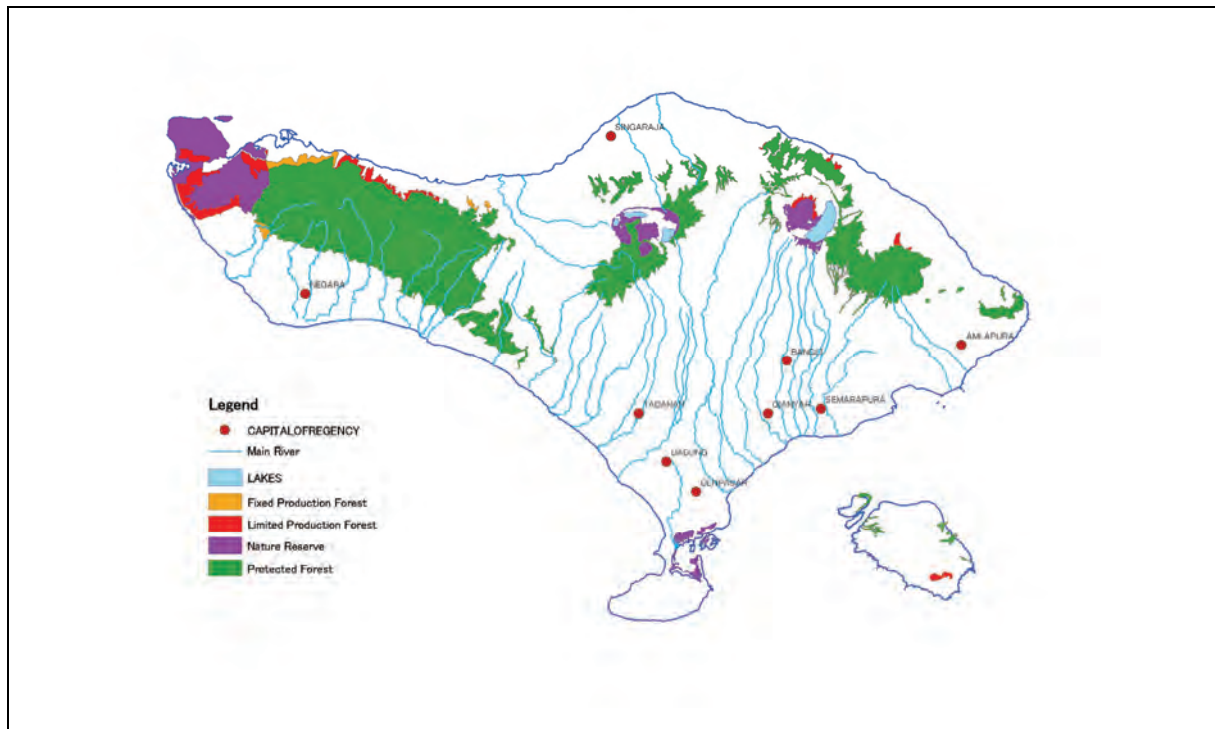 SINGARAJA
NEGARA
AMLAPURA
BANGLI
TABANAN
GIANYAR
SEMARAPURA
BADUNG
DENPASAR
Legend
CAPITALOFREGENCY
Main River
LAKES
Fixed Production Forest
Limited Production Forest
Nature Reserve
Protected Forest